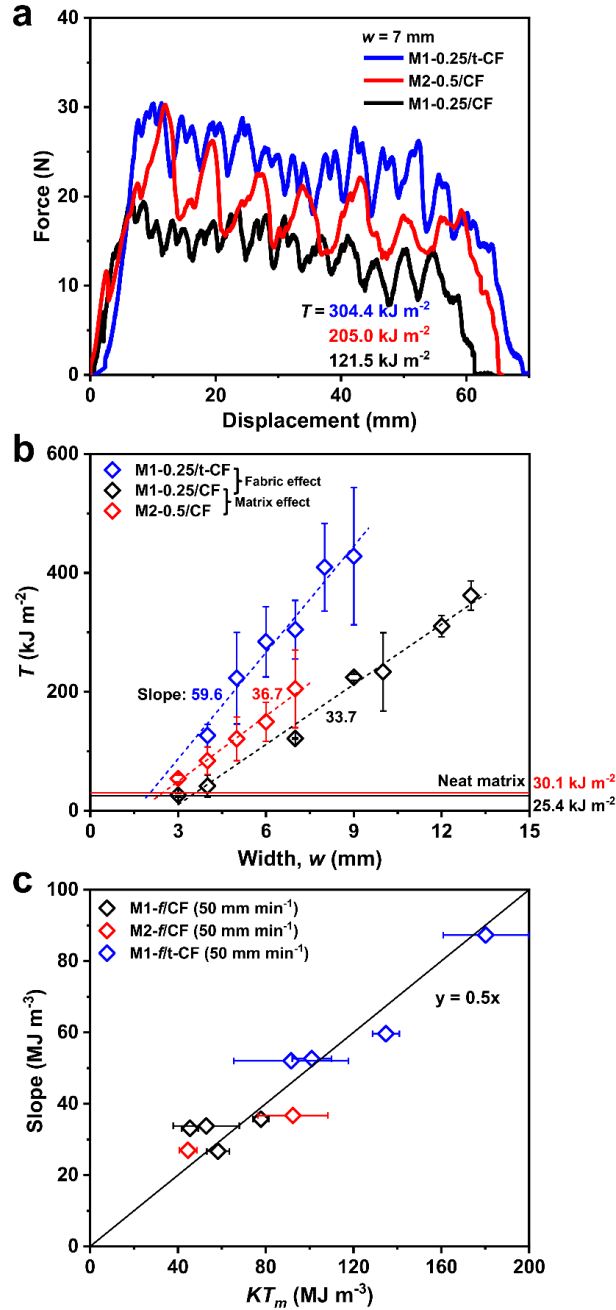 a
40
30
20
10
0
Force (N)
w = 7 mm
M1-0.25/t-CF
M2-0.5/CF
M1-0.25/CF
T = 304.4 kJ m⁻²
205.0 kJ m⁻²
121.5 kJ m⁻²
0 20 40 60
Displacement (mm)
b
600
400
200
0
T (kJ m⁻²)
M1-0.25/t-CF
M1-0.25/CF
M2-0.5/CF
Fabric effect
Matrix effect
Slope: 59.6
36.7
33.7
Neat matrix
30.1 kJ m⁻²
25.4 kJ m⁻²
0 3 6 9 12 15
Width, w (mm)
c
100
80
60
40
20
0
Slope (MJ m⁻³)
M1-f/CF (50 mm min⁻¹)
M2-f/CF (50 mm min⁻¹)
M1-f/t-CF (50 mm min⁻¹)
y = 0.5x
0 40 80 120 160 200
KTₘ (MJ m⁻³)